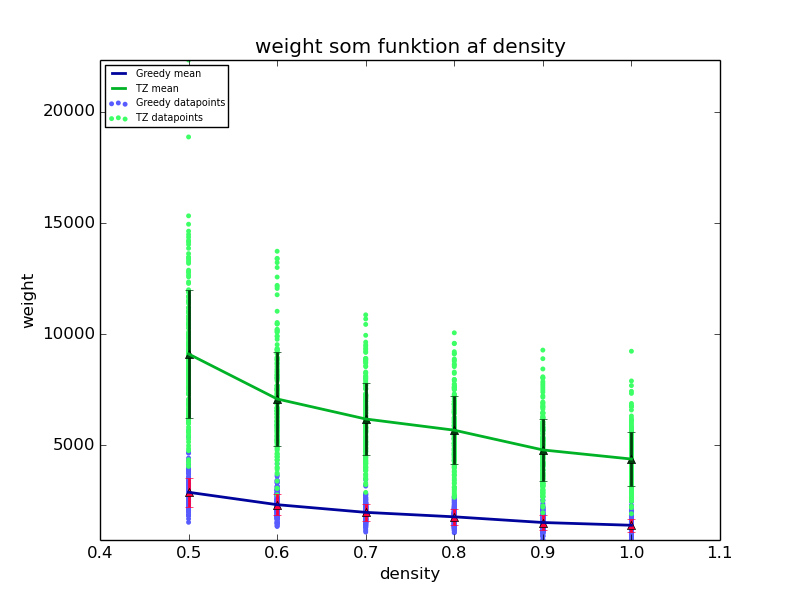 weight som funktion af density
Greedy mean
TZ mean
Greedy datapoints
TZ datapoints
20000
15000
10000
5000
weight
0.4 0.5 0.6 0.7 0.8 0.9 1.0 1.1
density